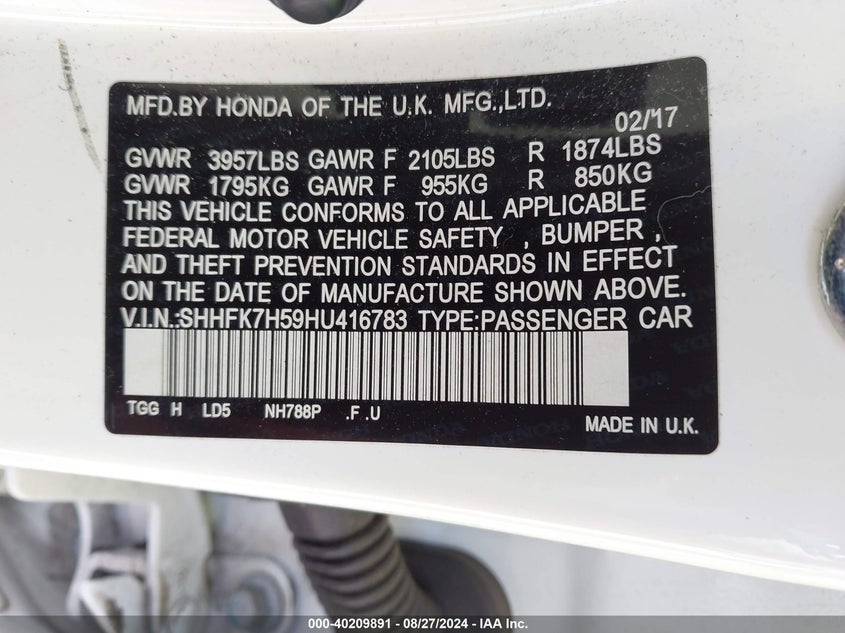 MFD.BY HONDA OF THE U.K. MFG.,LTD.
02/17
GVWR 3957LBS GAWR F 2105LBS R 1874LBS
GVWR 1795KG GAWR F 955KG R 850KG
THIS VEHICLE CONFORMS TO ALL APPLICABLE
FEDERAL MOTOR VEHICLE SAFETY , BUMPER ,
AND THEFT PREVENTION STANDARDS IN EFFECT
ON THE DATE OF MANUFACTURE SHOWN ABOVE.
V.I.N.:SHHFK7H59HU416783 TYPE:PASSENGER CAR
TGG H LD5 NH788P .F .U
MADE IN U.K.
000-40209891 - 08/27/2024 - IAA Inc.